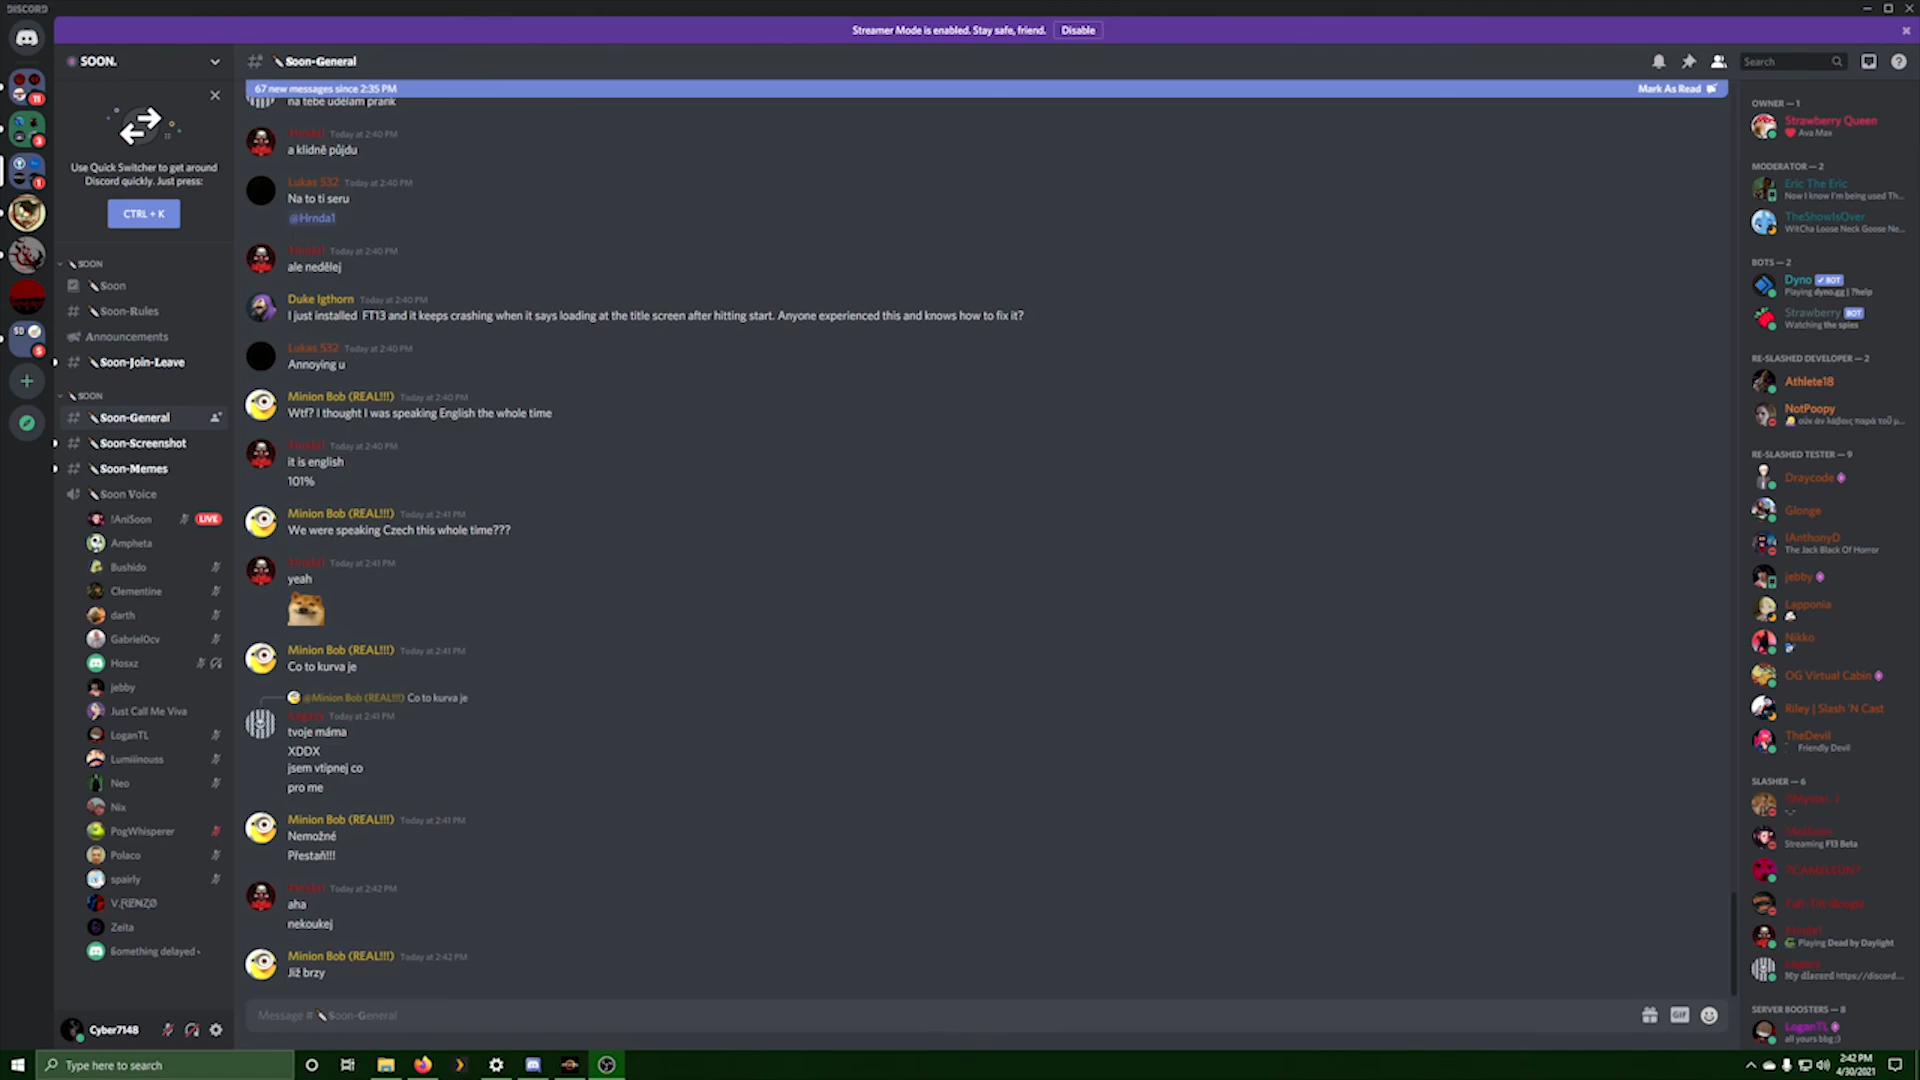 DISCORD
Streamer Mode is enabled. Stay safe, friend. Disable
SOON.
Soon-General
Search
67 new messages since 2:35 PM
Mark As Read
Use Quick Switcher to get around
Discord quickly. Just press:
CTRL + K
SOON
Soon
Soon-Rules
Announcements
Soon-Join-Leave
SOON
Soon-General
Soon-Screenshot
Soon-Memes
Soon Voice
!AniSoon LIVE
Ampheta
Bushido
Clementine
darth
Gabriel0cv
Hosxz
jebby
Just Call Me Viva
LoganTL
Lumiinouss
Neo
Nix
PogWhisperer
Polaco
spairly
V.RENZØ
Zeita
Something delayed
Cyber7148
na tebe udělám prank
Hrnda1 Today at 2:40 PM
a klidně půjdu
Lukas 532 Today at 2:40 PM
Na to ti seru
@Hrnda1
Hrnda1 Today at 2:40 PM
ale nedělej
Duke Igthorn Today at 2:40 PM
I just installed FT13 and it keeps crashing when it says loading at the title screen after hitting start. Anyone experienced this and knows how to fix it?
Lukas 532 Today at 2:40 PM
Annoying u
Minion Bob (REAL!!!) Today at 2:40 PM
Wtf? I thought I was speaking English the whole time
Hrnda1 Today at 2:40 PM
it is english
101%
Minion Bob (REAL!!!) Today at 2:41 PM
We were speaking Czech this whole time???
Hrnda1 Today at 2:41 PM
yeah
Minion Bob (REAL!!!) Today at 2:41 PM
Co to kurva je
@Minion Bob (REAL!!!) Co to kurva je
Today at 2:41 PM
tvoje máma
XDDX
jsem vtipnej co
pro me
Minion Bob (REAL!!!) Today at 2:41 PM
Nemožné
Přestaň!!!
Hrnda1 Today at 2:42 PM
aha
nekoukej
Minion Bob (REAL!!!) Today at 2:42 PM
Již brzy
Message # Soon-General
GIF
OWNER — 1
Strawberry Queen
Ava Max
MODERATOR — 2
Eric The Eric
Now I know I'm being used Th...
TheShowIsOver
WitCha Loose Neck Goose Ne...
BOTS — 2
Dyno BOT
Playing dyno.gg | ?help
Strawberry BOT
Watching the spies
RE-SLASHED DEVELOPER — 2
Athlete18
NotPoopy
οὐκ ἂν λάβοις παρὰ τοῦ μ...
RE-SLASHED TESTER — 9
Draycode
Glonge
!AnthonyD
The Jack Black Of Horror
jebby
Lapponia
Nikko
OG Virtual Cabin
Riley | Slash 'N Cast
TheDevil
Friendly Devil
SLASHER — 6
Streaming F13 Beta
Hrnda1
Playing Dead by Daylight
My discord https://discord...
SERVER BOOSTERS — 8
LoganTL
all yours bbg ;)
Type here to search
2:42 PM
4/30/2021